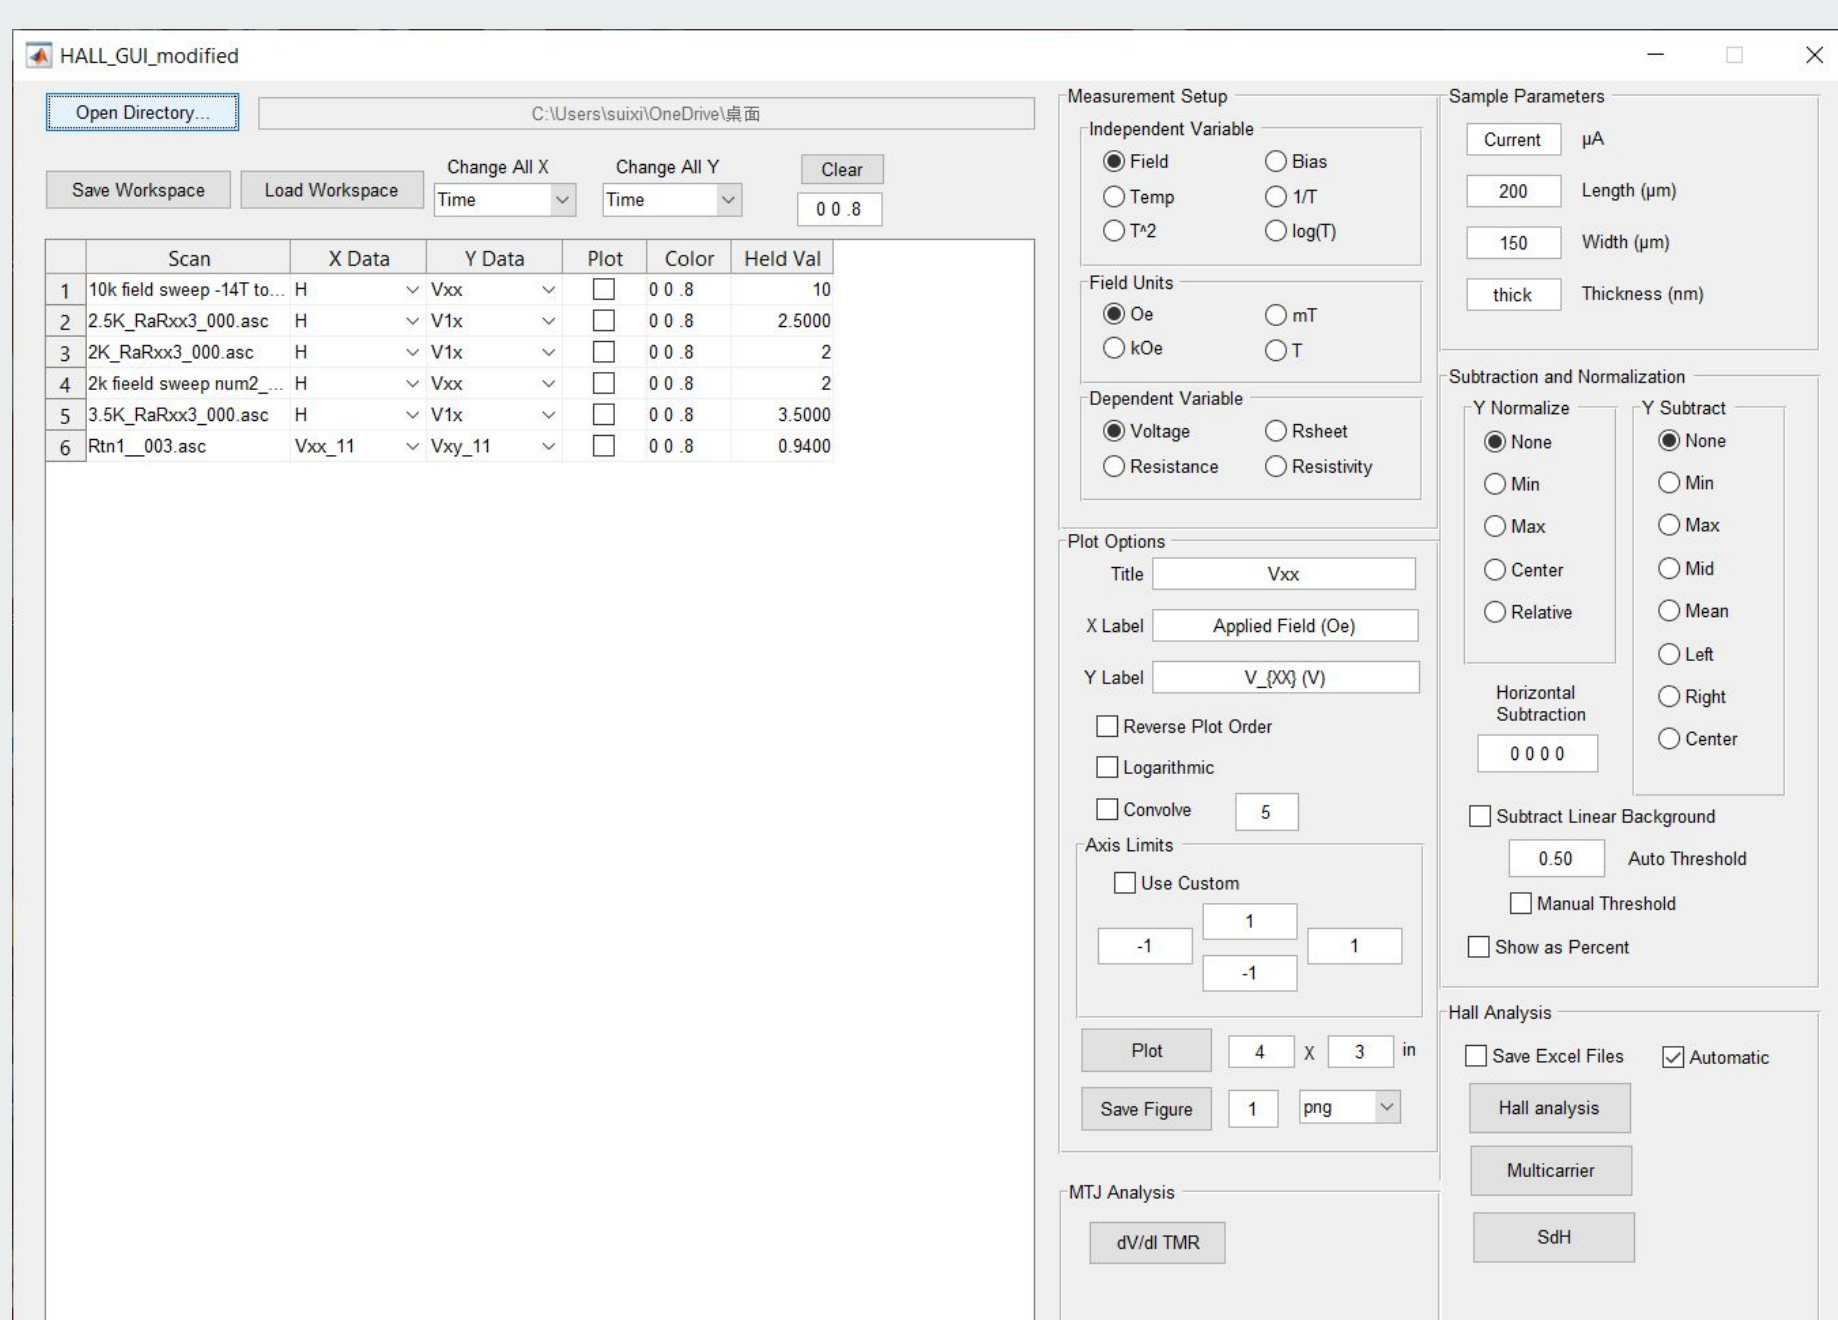 HALL_GUI_modified
Open Directory...
C:\Users\suixi\OneDrive\桌面
Save Workspace
Load Workspace
Change All X
Time
Change All Y
Time
Clear
0 0 .8
Scan X Data Y Data Plot Color Held Val
1 10k field sweep -14T to... H Vxx 0 0 .8 10
2 2.5K_RaRxx3_000.asc H V1x 0 0 .8 2.5000
3 2K_RaRxx3_000.asc H V1x 0 0 .8 2
4 2k fieeld sweep num2_... H Vxx 0 0 .8 2
5 3.5K_RaRxx3_000.asc H V1x 0 0 .8 3.5000
6 Rtn1__003.asc Vxx_11 Vxy_11 0 0 .8 0.9400
Measurement Setup
Independent Variable
Field Bias
Temp 1/T
T^2 log(T)
Field Units
Oe mT
kOe T
Dependent Variable
Voltage Rsheet
Resistance Resistivity
Plot Options
Title Vxx
X Label Applied Field (Oe)
Y Label V_{XX} (V)
Reverse Plot Order
Logarithmic
Convolve 5
Axis Limits
Use Custom
1
-1 1
-1
Plot 4 X 3 in
Save Figure 1 png
MTJ Analysis
dV/dI TMR
Sample Parameters
Current µA
200 Length (µm)
150 Width (µm)
thick Thickness (nm)
Subtraction and Normalization
Y Normalize
None
Min
Max
Center
Relative
Y Subtract
None
Min
Max
Mid
Mean
Left
Right
Center
Horizontal
Subtraction
0 0 0 0
Subtract Linear Background
0.50 Auto Threshold
Manual Threshold
Show as Percent
Hall Analysis
Save Excel Files Automatic
Hall analysis
Multicarrier
SdH